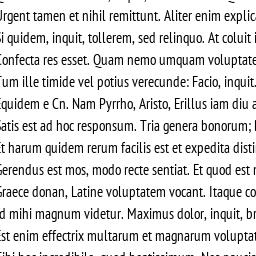 Urgent tamen et nihil remittunt. Aliter enim explic
Si quidem, inquit, tollerem, sed relinquo. At coluit i
Confecta res esset. Quam nemo umquam voluptate
Tum ille timide vel potius verecunde: Facio, inquit.
Equidem e Cn. Nam Pyrrho, Aristo, Erillus iam diu a
Satis est ad hoc responsum. Tria genera bonorum;
Et harum quidem rerum facilis est et expedita disti
Gerendus est mos, modo recte sentiat. Et quod est
Graece donan, Latine voluptatem vocant. Itaque co
Id mihi magnum videtur. Maximus dolor, inquit, br
Est enim effectrix multarum et magnarum volupta